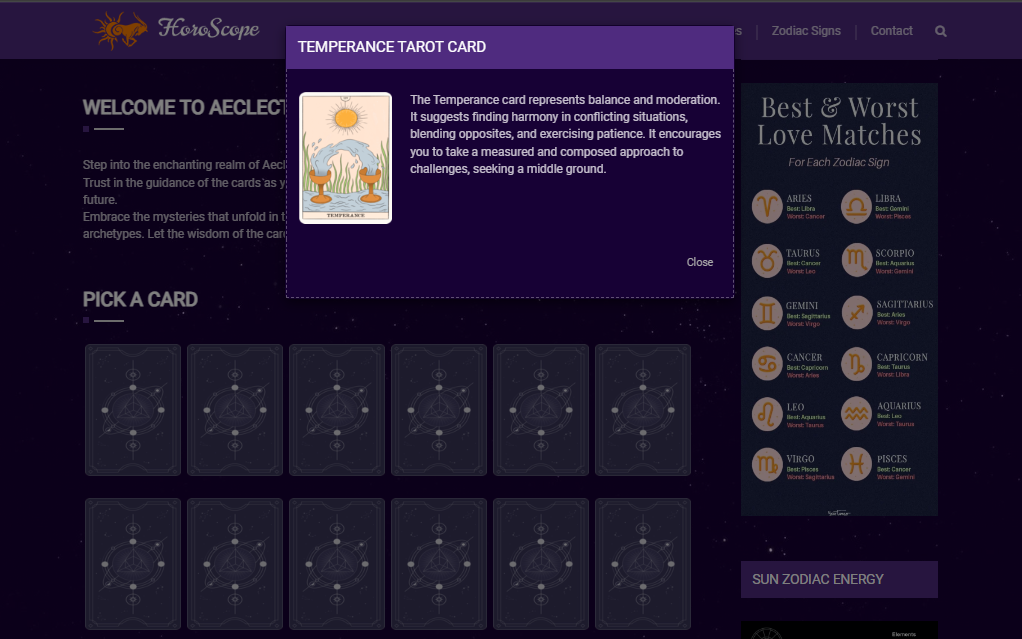 HoroScope
Zodiac Signs
Contact
TEMPERANCE TAROT CARD
The Temperance card represents balance and moderation.
It suggests finding harmony in conflicting situations,
blending opposites, and exercising patience. It encourages
you to take a measured and composed approach to
challenges, seeking a middle ground.
TEMPERANCE
Close
WELCOME TO AECLECT
Step into the enchanting realm of Aecl
Trust in the guidance of the cards as y
future.
Embrace the mysteries that unfold in t
archetypes. Let the wisdom of the card
PICK A CARD
Best & Worst
Love Matches
For Each Zodiac Sign
ARIES
Best: Libra
Worst: Cancer
LIBRA
Best: Gemini
Worst: Pisces
TAURUS
Best: Cancer
Worst: Leo
SCORPIO
Best: Aquarius
Worst: Gemini
GEMINI
Best: Sagittarius
Worst: Virgo
SAGITTARIUS
Best: Aries
Worst: Virgo
CANCER
Best: Capricorn
Worst: Aries
CAPRICORN
Best: Taurus
Worst: Libra
LEO
Best: Aquarius
Worst: Taurus
AQUARIUS
Best: Leo
Worst: Taurus
VIRGO
Best: Pisces
Worst: Sagittarius
PISCES
Best: Cancer
Worst: Gemini
SUN ZODIAC ENERGY
Elements